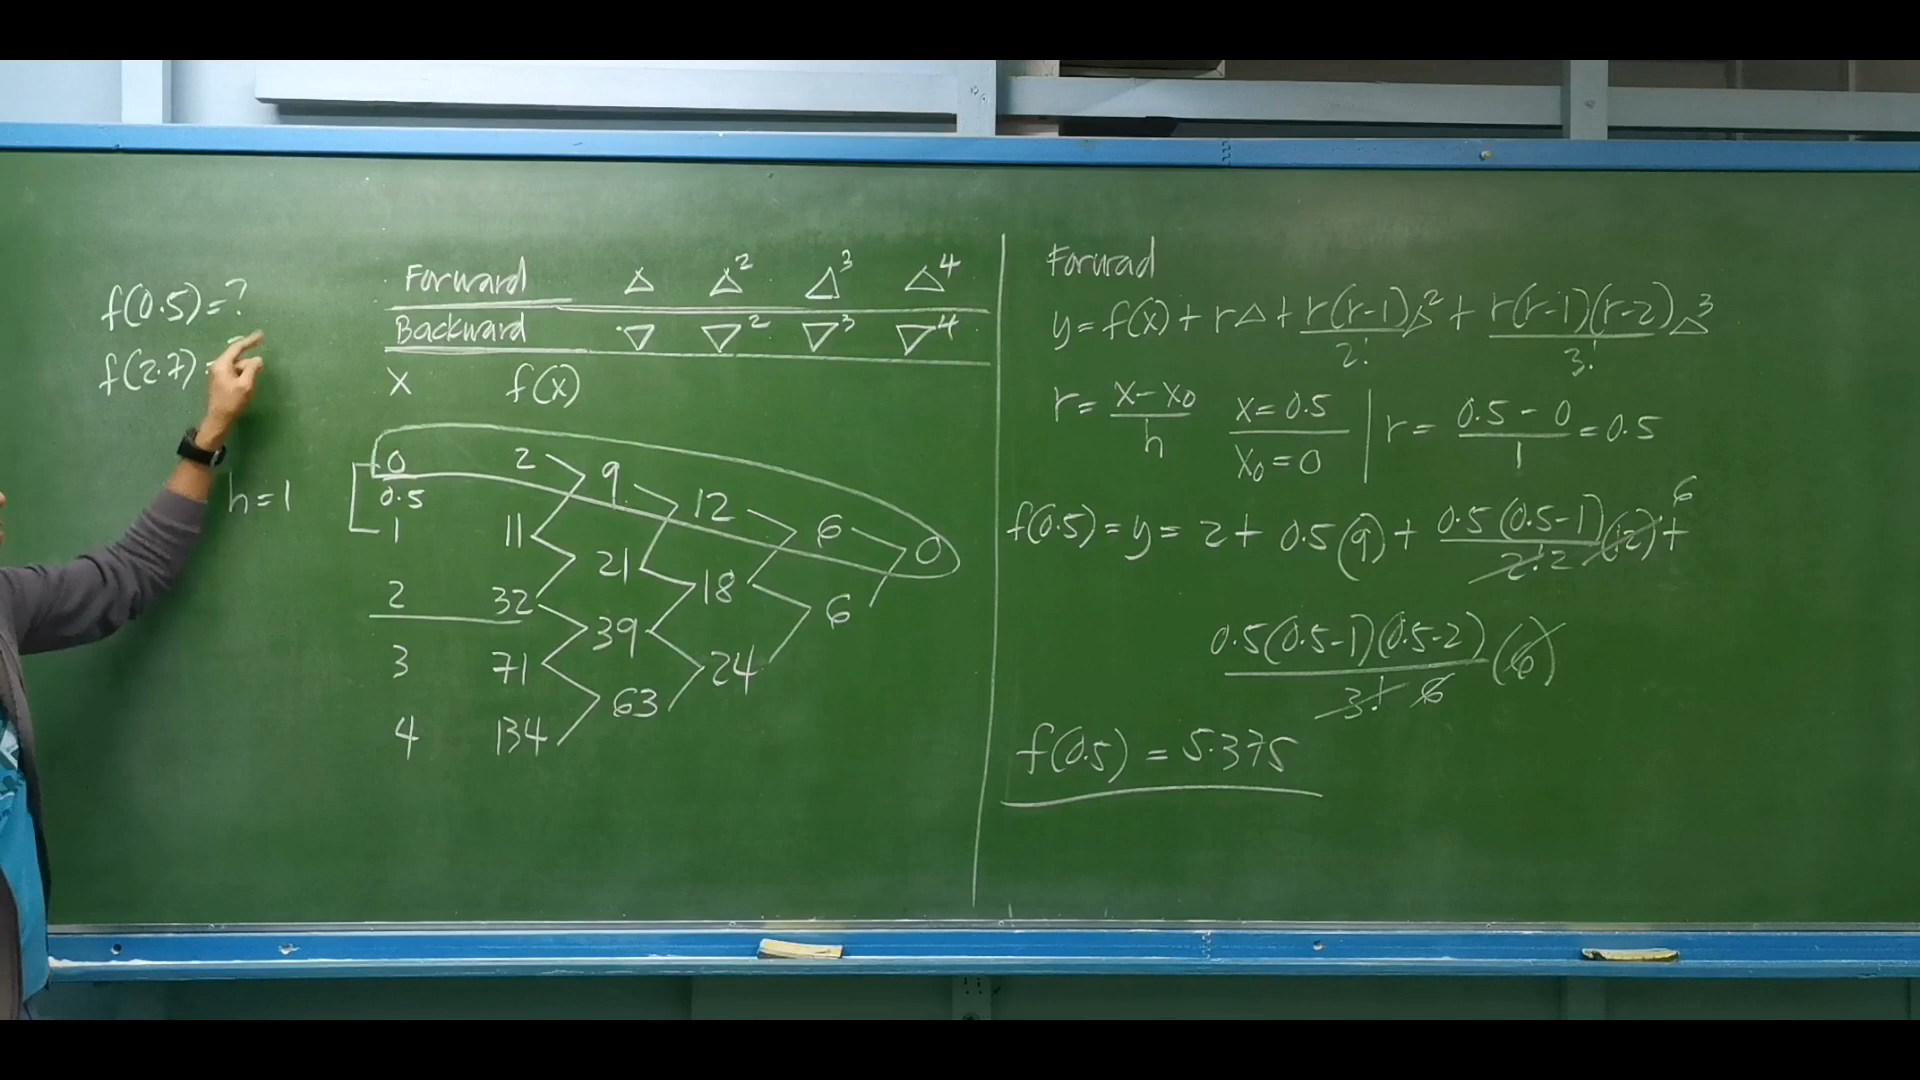 f(0.5)=?
f(2.7)=
h=1
Forward △ △² △³ △⁴
Backward ▽ ▽² ▽³ ▽⁴
x f(x)
0 2 9 12 6 0
0.5
1 11 21 18 6
2 32 39 24
3 71 63
4 134
Forwrad
y = f(x) + r△ + r(r-1)/2! △² + r(r-1)(r-2)/3! △³
r = (x-x₀)/h x=0.5 x₀=0 | r = (0.5-0)/1 = 0.5
f(0.5) = y = 2 + 0.5(9) + 0.5(0.5-1)/2!·2 (12) 6 +
0.5(0.5-1)(0.5-2)/3! 6 (6)
f(0.5) = 5.375